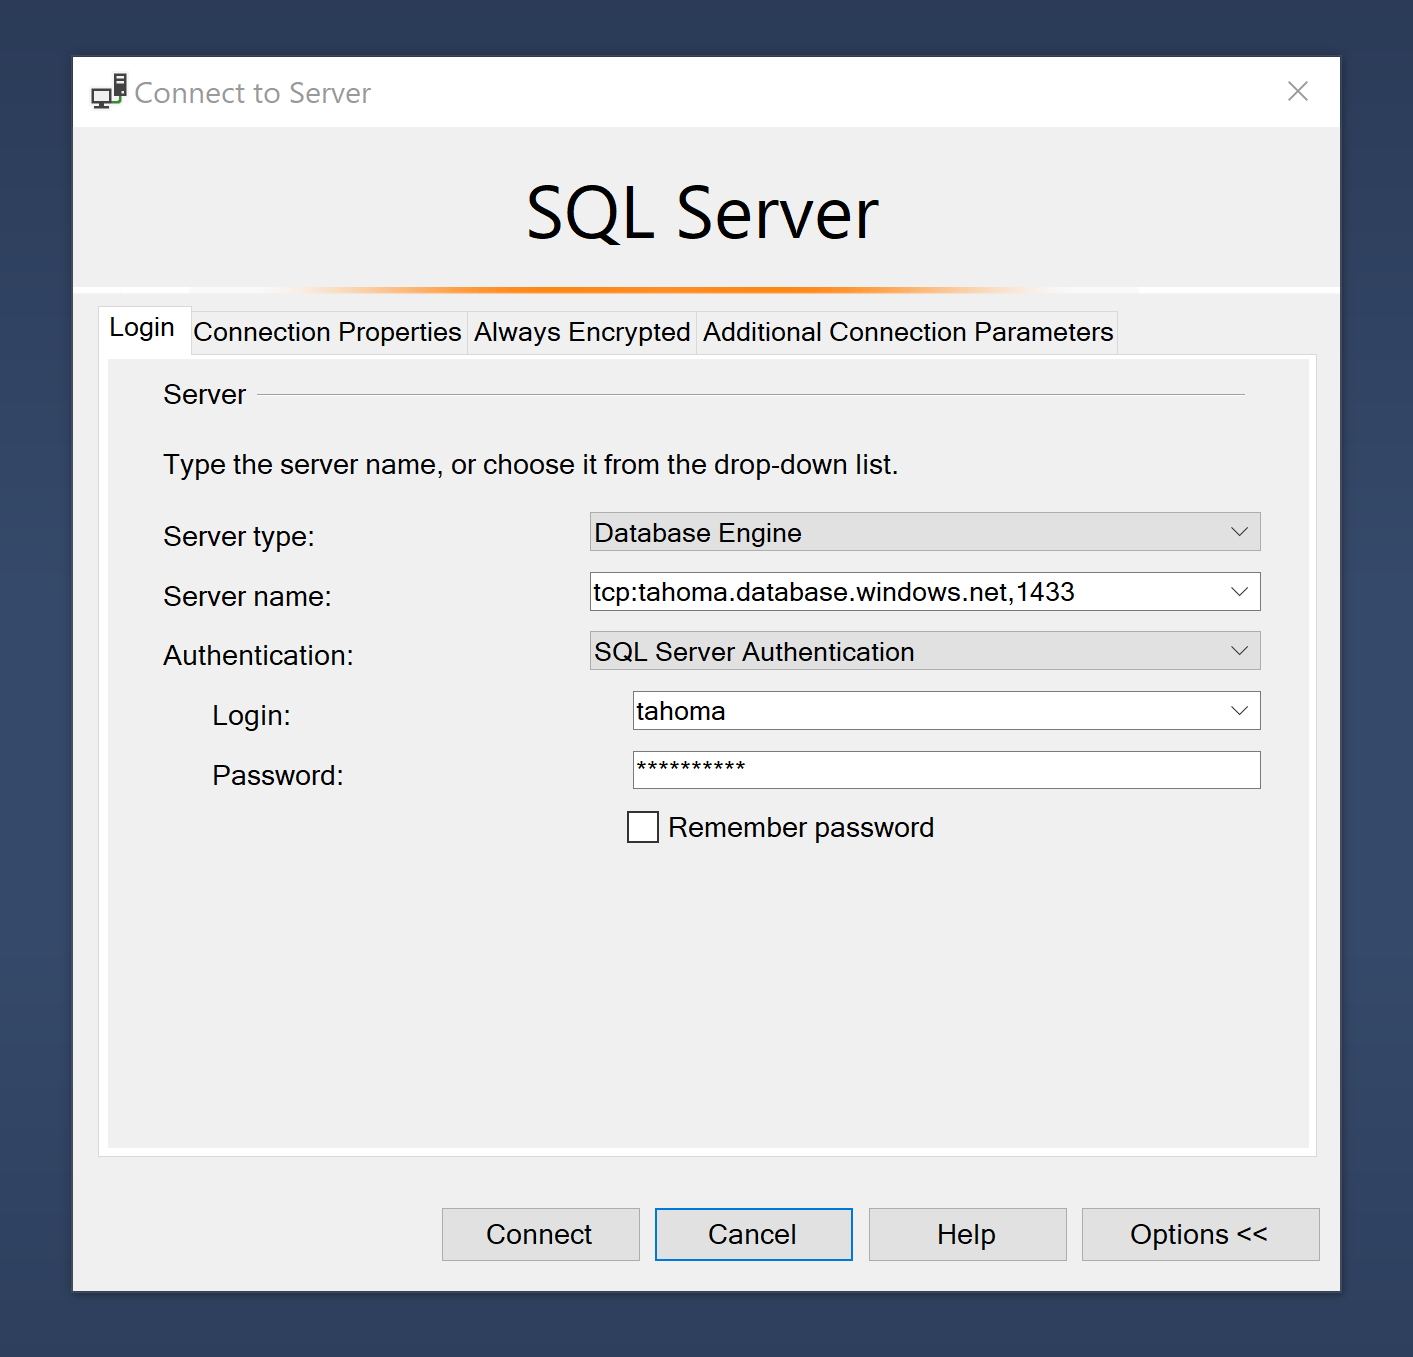 Connect to Server
SQL Server
Login Connection Properties Always Encrypted Additional Connection Parameters
Server
Type the server name, or choose it from the drop-down list.
Server type: Database Engine
Server name: tcp:tahoma.database.windows.net,1433
Authentication: SQL Server Authentication
Login: tahoma
Password: **********
Remember password
Connect Cancel Help Options <<